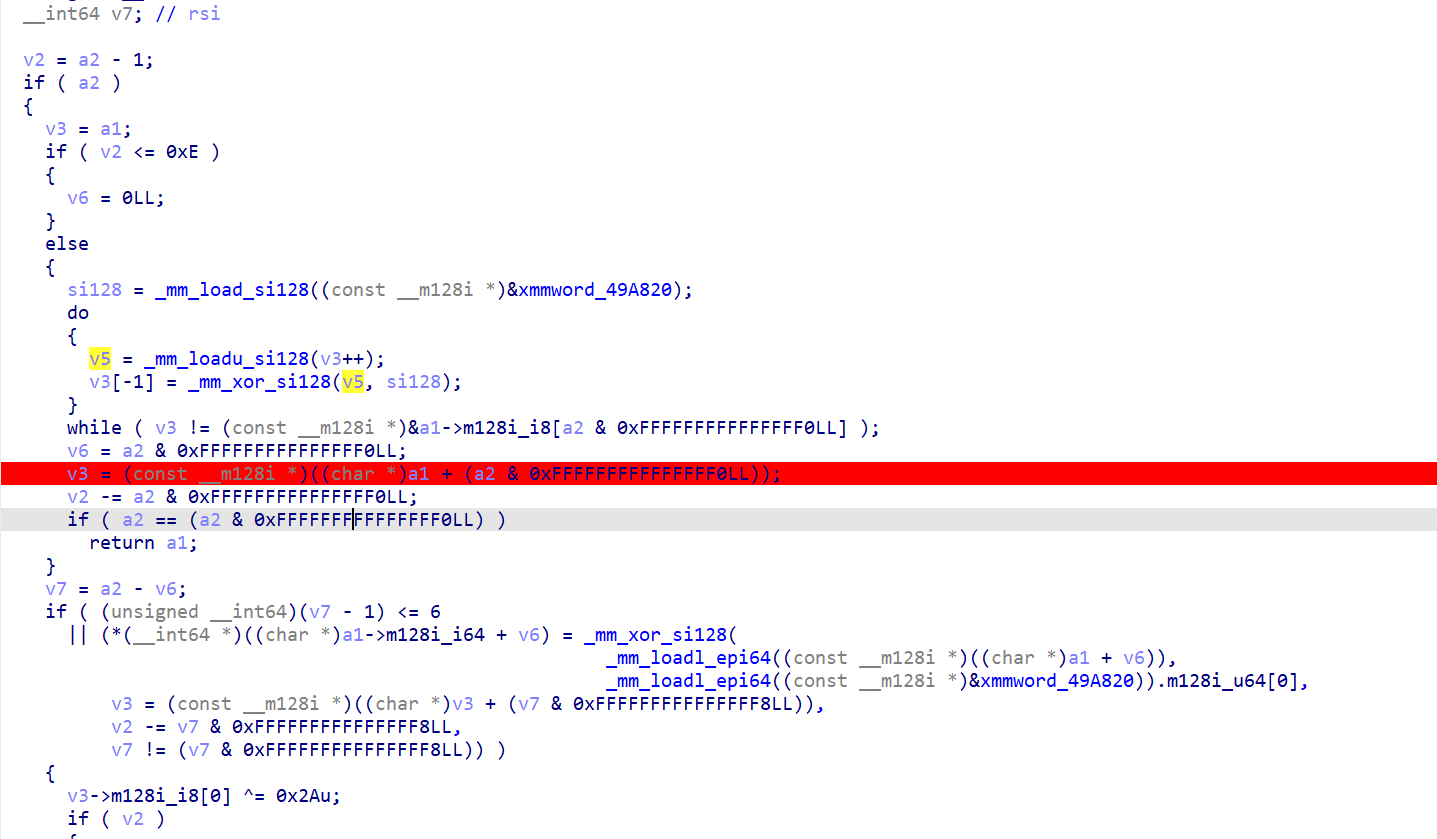 __int64 v7; // rsi
v2 = a2 - 1;
if ( a2 )
{
v3 = a1;
if ( v2 <= 0xE )
{
v6 = 0LL;
}
else
{
si128 = _mm_load_si128((const __m128i *)&xmmword_49A820);
do
{
v5 = _mm_loadu_si128(v3++);
v3[-1] = _mm_xor_si128(v5, si128);
}
while ( v3 != (const __m128i *)&a1->m128i_i8[a2 & 0xFFFFFFFFFFFFFFF0LL] );
v6 = a2 & 0xFFFFFFFFFFFFFFF0LL;
v3 = (const __m128i *)((char *)a1 + (a2 & 0xFFFFFFFFFFFFFFF0LL));
v2 -= a2 & 0xFFFFFFFFFFFFFFF0LL;
if ( a2 == (a2 & 0xFFFFFFFFFFFFFFF0LL) )
return a1;
}
v7 = a2 - v6;
if ( (unsigned __int64)(v7 - 1) <= 6
|| (*(__int64 *)((char *)a1->m128i_i64 + v6) = _mm_xor_si128(
_mm_loadl_epi64((const __m128i *)((char *)a1 + v6)),
_mm_loadl_epi64((const __m128i *)&xmmword_49A820)).m128i_u64[0],
v3 = (const __m128i *)((char *)v3 + (v7 & 0xFFFFFFFFFFFFFFF8LL)),
v2 -= v7 & 0xFFFFFFFFFFFFFFF8LL,
v7 != (v7 & 0xFFFFFFFFFFFFFFF8LL)) )
{
v3->m128i_i8[0] ^= 0x2Au;
if ( v2 )